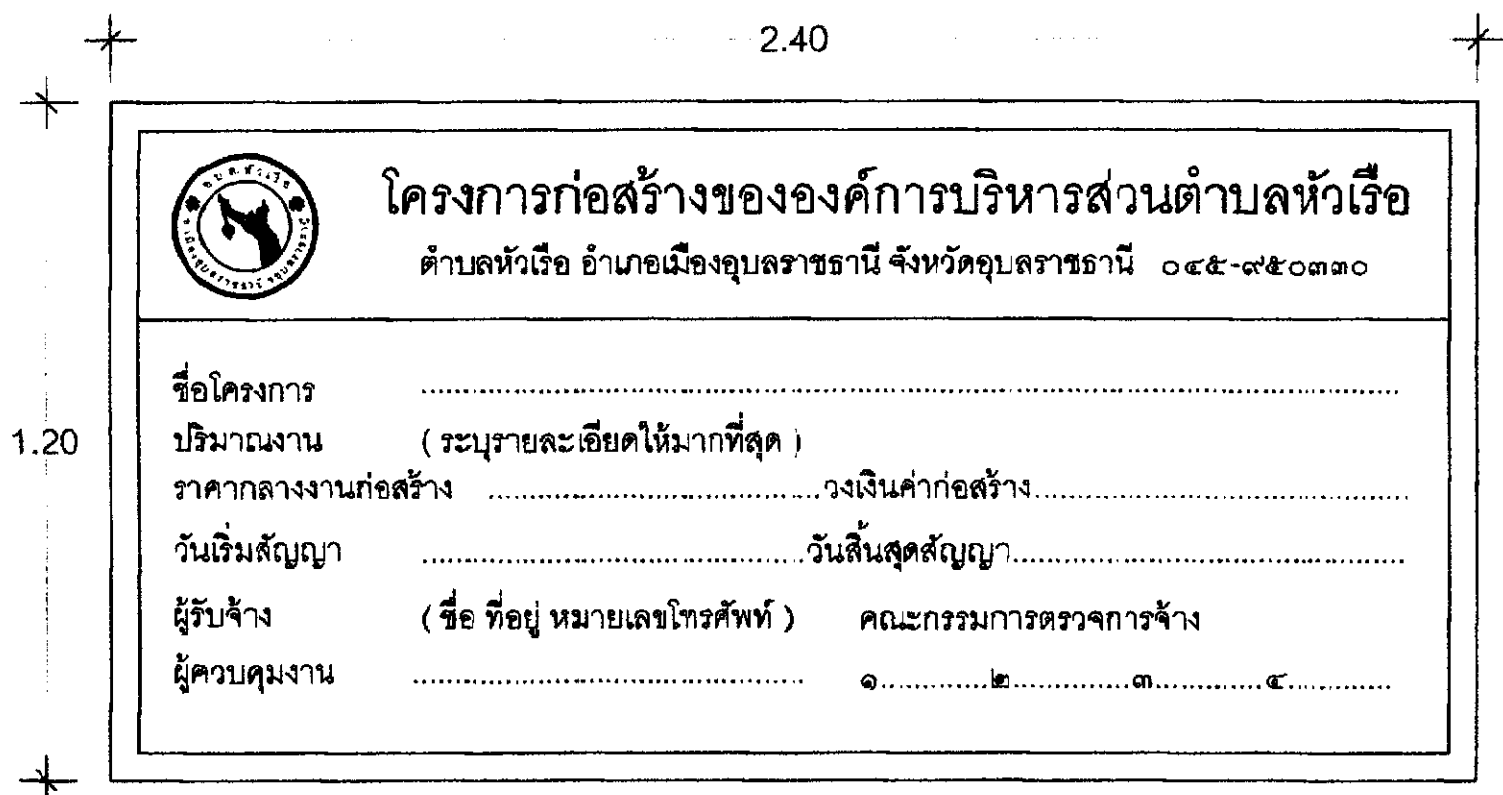 2.40
โครงการก่อสร้างขององค์การบริหารส่วนตำบลหัวเรือ
ตำบลหัวเรือ อำเภอเมืองอุบลราชธานี จังหวัดอุบลราชธานี ๐๔๕-๙๕๐๓๓๐
1.20
ชื่อโครงการ ........................................
ปริมาณงาน ( ระบุรายละเอียดให้มากที่สุด )
ราคากลางงานก่อสร้าง ....................วงเงินค่าก่อสร้าง....................
วันเริ่มสัญญา ....................วันสิ้นสุดสัญญา....................
ผู้รับจ้าง ( ชื่อ ที่อยู่ หมายเลขโทรศัพท์ ) คณะกรรมการตรวจการจ้าง
ผู้ควบคุมงาน .................... ๑..........๒..........๓..........๔..........